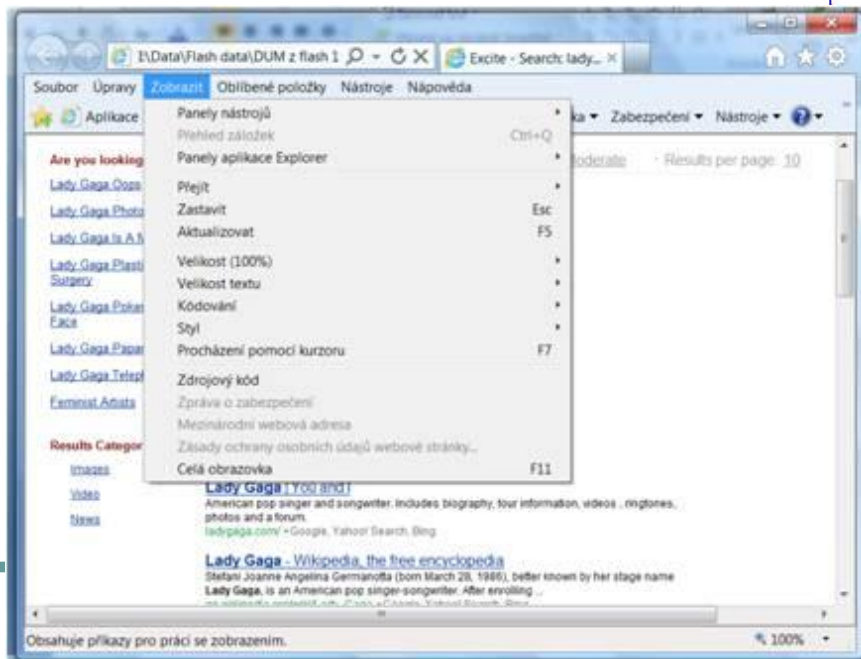 I:\Data\Flash data\DUM z flash 1
Excite - Search: lady...
Soubor Úpravy Zobrazit Oblíbené položky Nástroje Nápověda
Aplikace
Zabezpečení Nástroje
Panely nástrojů
Přehled záložek Ctrl+Q
Panely aplikace Explorer
Přejít
Zastavit Esc
Aktualizovat F5
Velikost (100%)
Velikost textu
Kódování
Styl
Procházení pomocí kurzoru F7
Zdrojový kód
Zpráva o zabezpečení
Mezinárodní webová adresa
Zásady ochrany osobních údajů webové stránky...
Celá obrazovka F11
Moderate - Results per page: 10
Are you looking
Lady Gaga Oops
Lady Gaga Photo
Lady Gaga Is A M
Lady Gaga Plasti
Surgery
Lady Gaga Poker
Face
Lady Gaga Papar
Lady Gaga Teleph
Feminist Artists
Results Categor
Images
Video
News
Lady Gaga | You and I
American pop singer and songwriter. Includes biography, tour information, videos , ringtones,
photos and a forum.
ladygaga.com/ • Google, Yahoo! Search, Bing
Lady Gaga - Wikipedia, the free encyclopedia
Stefani Joanne Angelina Germanotta (born March 28, 1986), better known by her stage name
Lady Gaga, is an American pop singer-songwriter. After enrolling ...
Obsahuje příkazy pro práci se zobrazením.
100%